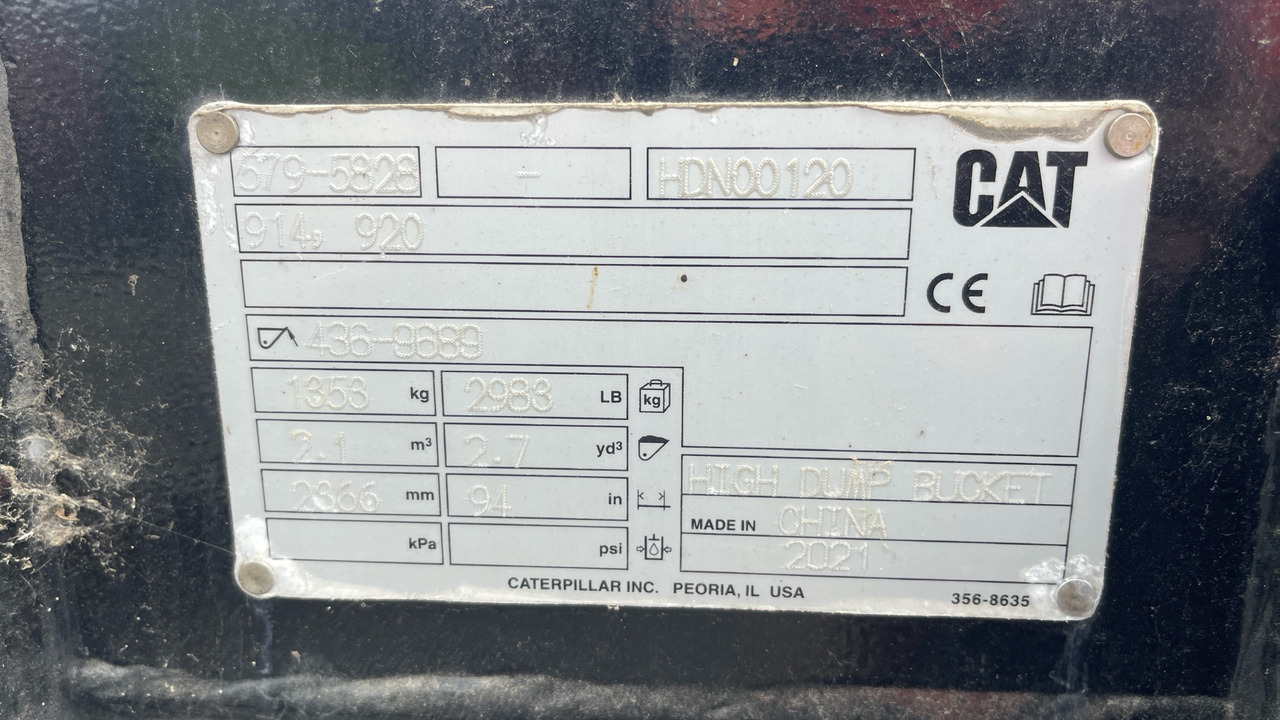 579-5828 - HDN00120
CAT
914, 920
CE
436-9689
1353 kg 2983 LB kg
2.1 m³ 2.7 yd³
2366 mm 94 in
HIGH DUMP BUCKET
MADE IN CHINA
kPa psi
2021
CATERPILLAR INC. PEORIA, IL USA
356-8635